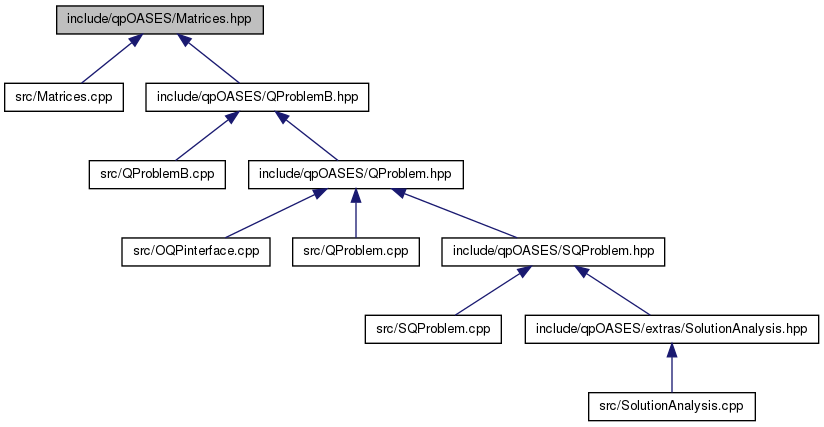 include/qpOASES/Matrices.hpp
src/Matrices.cpp
include/qpOASES/QProblemB.hpp
src/QProblemB.cpp
include/qpOASES/QProblem.hpp
src/OQPinterface.cpp
src/QProblem.cpp
include/qpOASES/SQProblem.hpp
src/SQProblem.cpp
include/qpOASES/extras/SolutionAnalysis.hpp
src/SolutionAnalysis.cpp